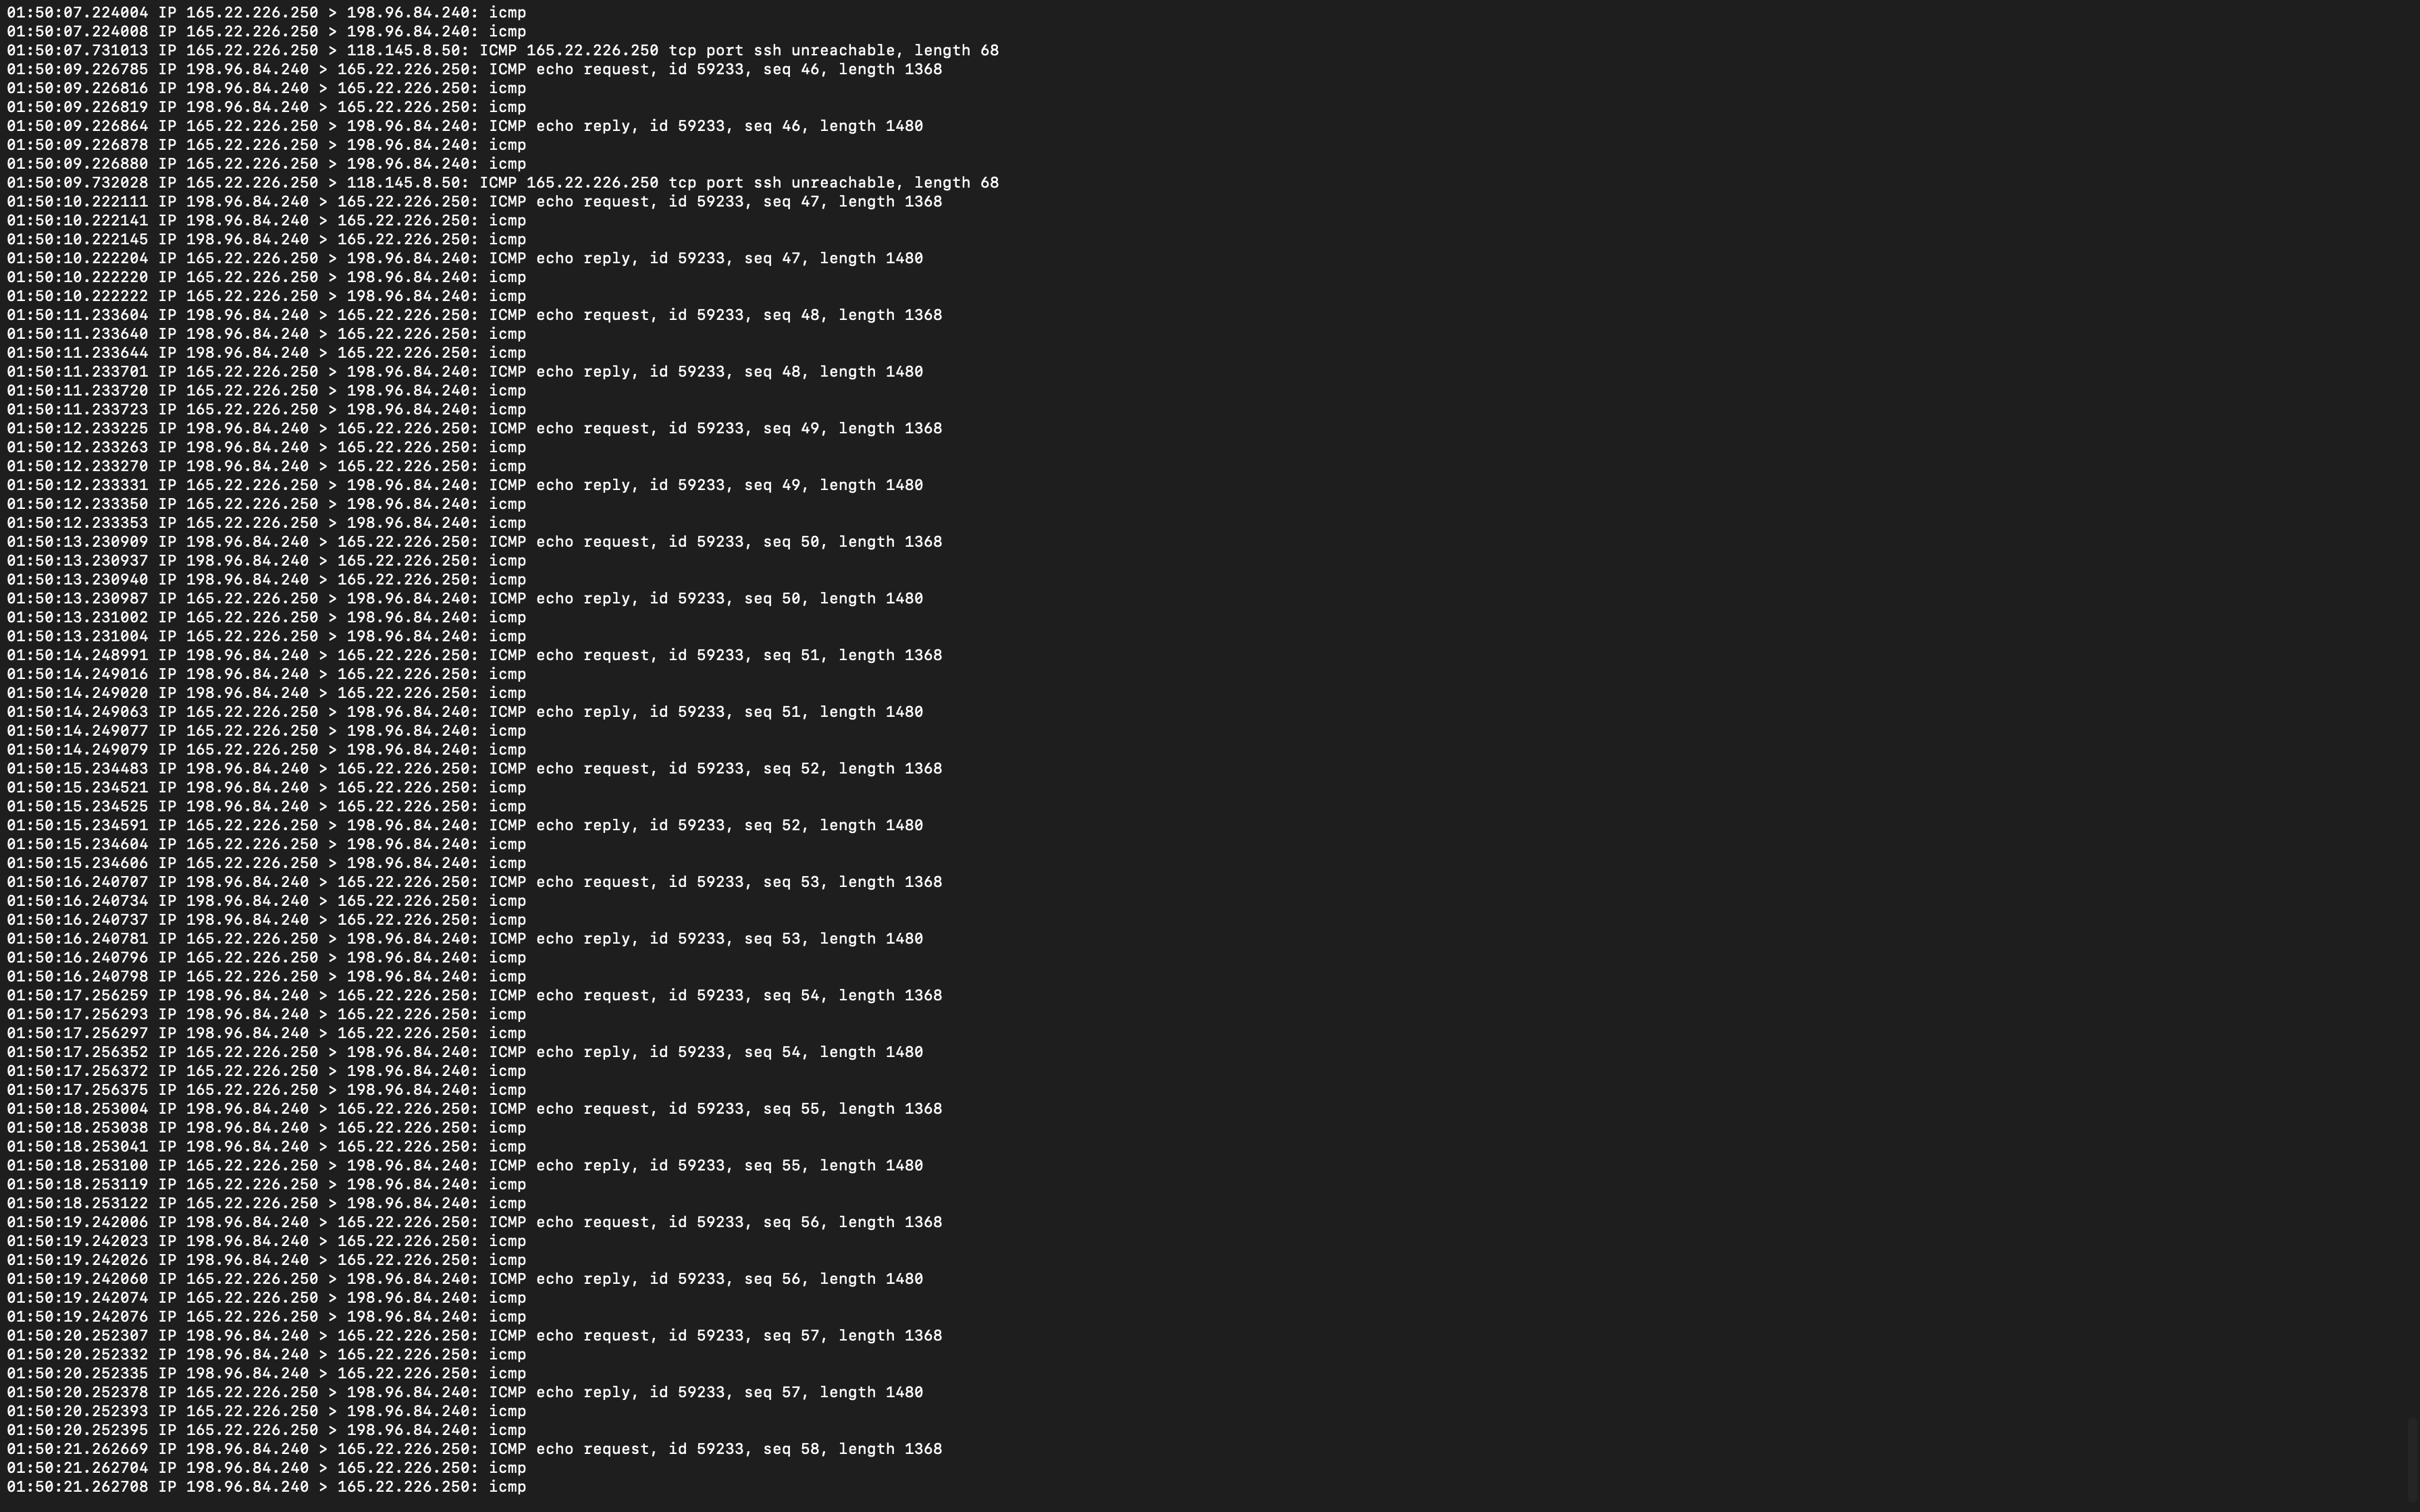 01:50:07.224004 IP 165.22.226.250 > 198.96.84.240: icmp
01:50:07.224008 IP 165.22.226.250 > 198.96.84.240: icmp
01:50:07.731013 IP 165.22.226.250 > 118.145.8.50: ICMP 165.22.226.250 tcp port ssh unreachable, length 68
01:50:09.226785 IP 198.96.84.240 > 165.22.226.250: ICMP echo request, id 59233, seq 46, length 1368
01:50:09.226816 IP 198.96.84.240 > 165.22.226.250: icmp
01:50:09.226819 IP 198.96.84.240 > 165.22.226.250: icmp
01:50:09.226864 IP 165.22.226.250 > 198.96.84.240: ICMP echo reply, id 59233, seq 46, length 1480
01:50:09.226878 IP 165.22.226.250 > 198.96.84.240: icmp
01:50:09.226880 IP 165.22.226.250 > 198.96.84.240: icmp
01:50:09.732028 IP 165.22.226.250 > 118.145.8.50: ICMP 165.22.226.250 tcp port ssh unreachable, length 68
01:50:10.222111 IP 198.96.84.240 > 165.22.226.250: ICMP echo request, id 59233, seq 47, length 1368
01:50:10.222141 IP 198.96.84.240 > 165.22.226.250: icmp
01:50:10.222145 IP 198.96.84.240 > 165.22.226.250: icmp
01:50:10.222204 IP 165.22.226.250 > 198.96.84.240: ICMP echo reply, id 59233, seq 47, length 1480
01:50:10.222220 IP 165.22.226.250 > 198.96.84.240: icmp
01:50:10.222222 IP 165.22.226.250 > 198.96.84.240: icmp
01:50:11.233604 IP 198.96.84.240 > 165.22.226.250: ICMP echo request, id 59233, seq 48, length 1368
01:50:11.233640 IP 198.96.84.240 > 165.22.226.250: icmp
01:50:11.233644 IP 198.96.84.240 > 165.22.226.250: icmp
01:50:11.233701 IP 165.22.226.250 > 198.96.84.240: ICMP echo reply, id 59233, seq 48, length 1480
01:50:11.233720 IP 165.22.226.250 > 198.96.84.240: icmp
01:50:11.233723 IP 165.22.226.250 > 198.96.84.240: icmp
01:50:12.233225 IP 198.96.84.240 > 165.22.226.250: ICMP echo request, id 59233, seq 49, length 1368
01:50:12.233263 IP 198.96.84.240 > 165.22.226.250: icmp
01:50:12.233270 IP 198.96.84.240 > 165.22.226.250: icmp
01:50:12.233331 IP 165.22.226.250 > 198.96.84.240: ICMP echo reply, id 59233, seq 49, length 1480
01:50:12.233350 IP 165.22.226.250 > 198.96.84.240: icmp
01:50:12.233353 IP 165.22.226.250 > 198.96.84.240: icmp
01:50:13.230909 IP 198.96.84.240 > 165.22.226.250: ICMP echo request, id 59233, seq 50, length 1368
01:50:13.230937 IP 198.96.84.240 > 165.22.226.250: icmp
01:50:13.230940 IP 198.96.84.240 > 165.22.226.250: icmp
01:50:13.230987 IP 165.22.226.250 > 198.96.84.240: ICMP echo reply, id 59233, seq 50, length 1480
01:50:13.231002 IP 165.22.226.250 > 198.96.84.240: icmp
01:50:13.231004 IP 165.22.226.250 > 198.96.84.240: icmp
01:50:14.248991 IP 198.96.84.240 > 165.22.226.250: ICMP echo request, id 59233, seq 51, length 1368
01:50:14.249016 IP 198.96.84.240 > 165.22.226.250: icmp
01:50:14.249020 IP 198.96.84.240 > 165.22.226.250: icmp
01:50:14.249063 IP 165.22.226.250 > 198.96.84.240: ICMP echo reply, id 59233, seq 51, length 1480
01:50:14.249077 IP 165.22.226.250 > 198.96.84.240: icmp
01:50:14.249079 IP 165.22.226.250 > 198.96.84.240: icmp
01:50:15.234483 IP 198.96.84.240 > 165.22.226.250: ICMP echo request, id 59233, seq 52, length 1368
01:50:15.234521 IP 198.96.84.240 > 165.22.226.250: icmp
01:50:15.234525 IP 198.96.84.240 > 165.22.226.250: icmp
01:50:15.234591 IP 165.22.226.250 > 198.96.84.240: ICMP echo reply, id 59233, seq 52, length 1480
01:50:15.234604 IP 165.22.226.250 > 198.96.84.240: icmp
01:50:15.234606 IP 165.22.226.250 > 198.96.84.240: icmp
01:50:16.240707 IP 198.96.84.240 > 165.22.226.250: ICMP echo request, id 59233, seq 53, length 1368
01:50:16.240734 IP 198.96.84.240 > 165.22.226.250: icmp
01:50:16.240737 IP 198.96.84.240 > 165.22.226.250: icmp
01:50:16.240781 IP 165.22.226.250 > 198.96.84.240: ICMP echo reply, id 59233, seq 53, length 1480
01:50:16.240796 IP 165.22.226.250 > 198.96.84.240: icmp
01:50:16.240798 IP 165.22.226.250 > 198.96.84.240: icmp
01:50:17.256259 IP 198.96.84.240 > 165.22.226.250: ICMP echo request, id 59233, seq 54, length 1368
01:50:17.256293 IP 198.96.84.240 > 165.22.226.250: icmp
01:50:17.256297 IP 198.96.84.240 > 165.22.226.250: icmp
01:50:17.256352 IP 165.22.226.250 > 198.96.84.240: ICMP echo reply, id 59233, seq 54, length 1480
01:50:17.256372 IP 165.22.226.250 > 198.96.84.240: icmp
01:50:17.256375 IP 165.22.226.250 > 198.96.84.240: icmp
01:50:18.253004 IP 198.96.84.240 > 165.22.226.250: ICMP echo request, id 59233, seq 55, length 1368
01:50:18.253038 IP 198.96.84.240 > 165.22.226.250: icmp
01:50:18.253041 IP 198.96.84.240 > 165.22.226.250: icmp
01:50:18.253100 IP 165.22.226.250 > 198.96.84.240: ICMP echo reply, id 59233, seq 55, length 1480
01:50:18.253119 IP 165.22.226.250 > 198.96.84.240: icmp
01:50:18.253122 IP 165.22.226.250 > 198.96.84.240: icmp
01:50:19.242006 IP 198.96.84.240 > 165.22.226.250: ICMP echo request, id 59233, seq 56, length 1368
01:50:19.242023 IP 198.96.84.240 > 165.22.226.250: icmp
01:50:19.242026 IP 198.96.84.240 > 165.22.226.250: icmp
01:50:19.242060 IP 165.22.226.250 > 198.96.84.240: ICMP echo reply, id 59233, seq 56, length 1480
01:50:19.242074 IP 165.22.226.250 > 198.96.84.240: icmp
01:50:19.242076 IP 165.22.226.250 > 198.96.84.240: icmp
01:50:20.252307 IP 198.96.84.240 > 165.22.226.250: ICMP echo request, id 59233, seq 57, length 1368
01:50:20.252332 IP 198.96.84.240 > 165.22.226.250: icmp
01:50:20.252335 IP 198.96.84.240 > 165.22.226.250: icmp
01:50:20.252378 IP 165.22.226.250 > 198.96.84.240: ICMP echo reply, id 59233, seq 57, length 1480
01:50:20.252393 IP 165.22.226.250 > 198.96.84.240: icmp
01:50:20.252395 IP 165.22.226.250 > 198.96.84.240: icmp
01:50:21.262669 IP 198.96.84.240 > 165.22.226.250: ICMP echo request, id 59233, seq 58, length 1368
01:50:21.262704 IP 198.96.84.240 > 165.22.226.250: icmp
01:50:21.262708 IP 198.96.84.240 > 165.22.226.250: icmp